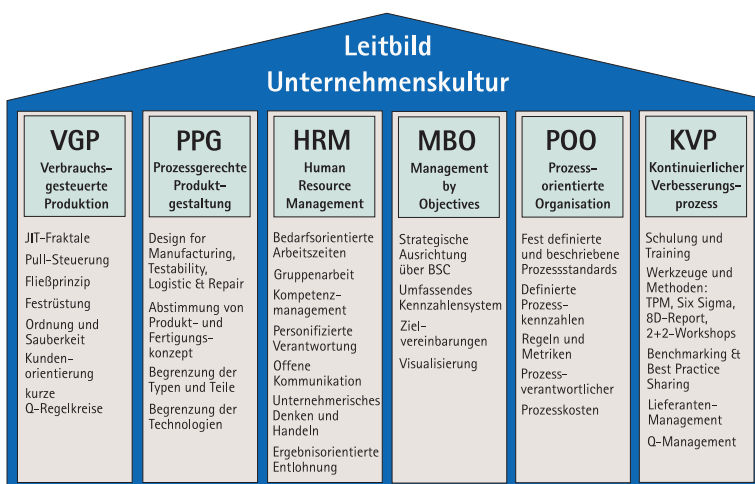 Leitbild
Unternehmenskultur
VGP
Verbrauchs-
gesteuerte
Produktion
JIT-Fraktale
Pull-Steuerung
Fließprinzip
Festrüstung
Ordnung und
Sauberkeit
Kunden-
orientierung
kurze
Q-Regelkreise
PPG
Prozessgerechte
Produkt-
gestaltung
Design for
Manufacturing,
Testability,
Logistic & Repair
Abstimmung von
Produkt- und
Fertigungs-
konzept
Begrenzung der
Typen und Teile
Begrenzung der
Technologien
HRM
Human
Resource
Management
Bedarfsorientierte
Arbeitszeiten
Gruppenarbeit
Kompetenz-
management
Personifizierte
Verantwortung
Offene
Kommunikation
Unternehmerisches
Denken und
Handeln
Ergebnisorientierte
Entlohnung
MBO
Management
by
Objectives
Strategische
Ausrichtung
über BSC
Umfassendes
Kennzahlensystem
Ziel-
vereinbarungen
Visualisierung
POO
Prozess-
orientierte
Organisation
Fest definierte
und beschriebene
Prozessstandards
Definierte
Prozess-
kennzahlen
Regeln und
Metriken
Prozess-
verantwortlicher
Prozesskosten
KVP
Kontinuierlicher
Verbesserungs-
prozess
Schulung und
Training
Werkzeuge und
Methoden:
TPM, Six Sigma,
8D-Report,
2+2-Workshops
Benchmarking &
Best Practice
Sharing
Lieferanten-
Management
Q-Management